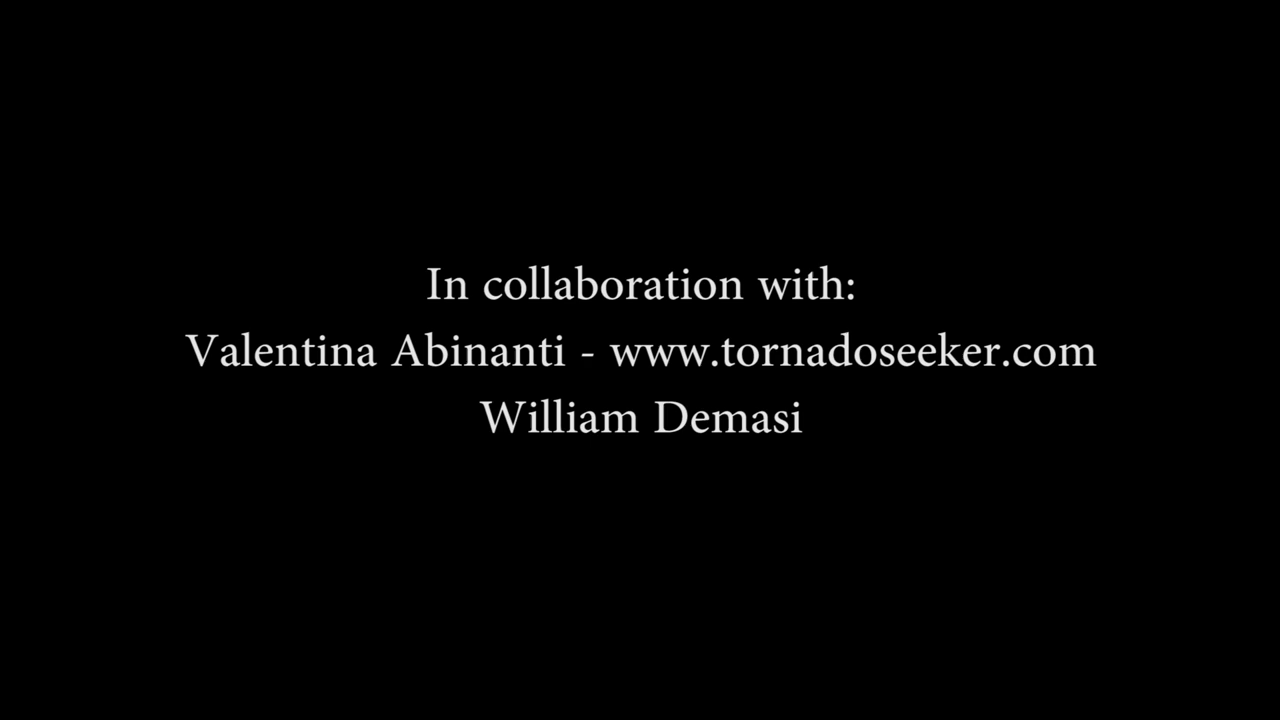 In collaboration with:
Valentina Abinanti - www.tornadoseeker.com
William Demasi